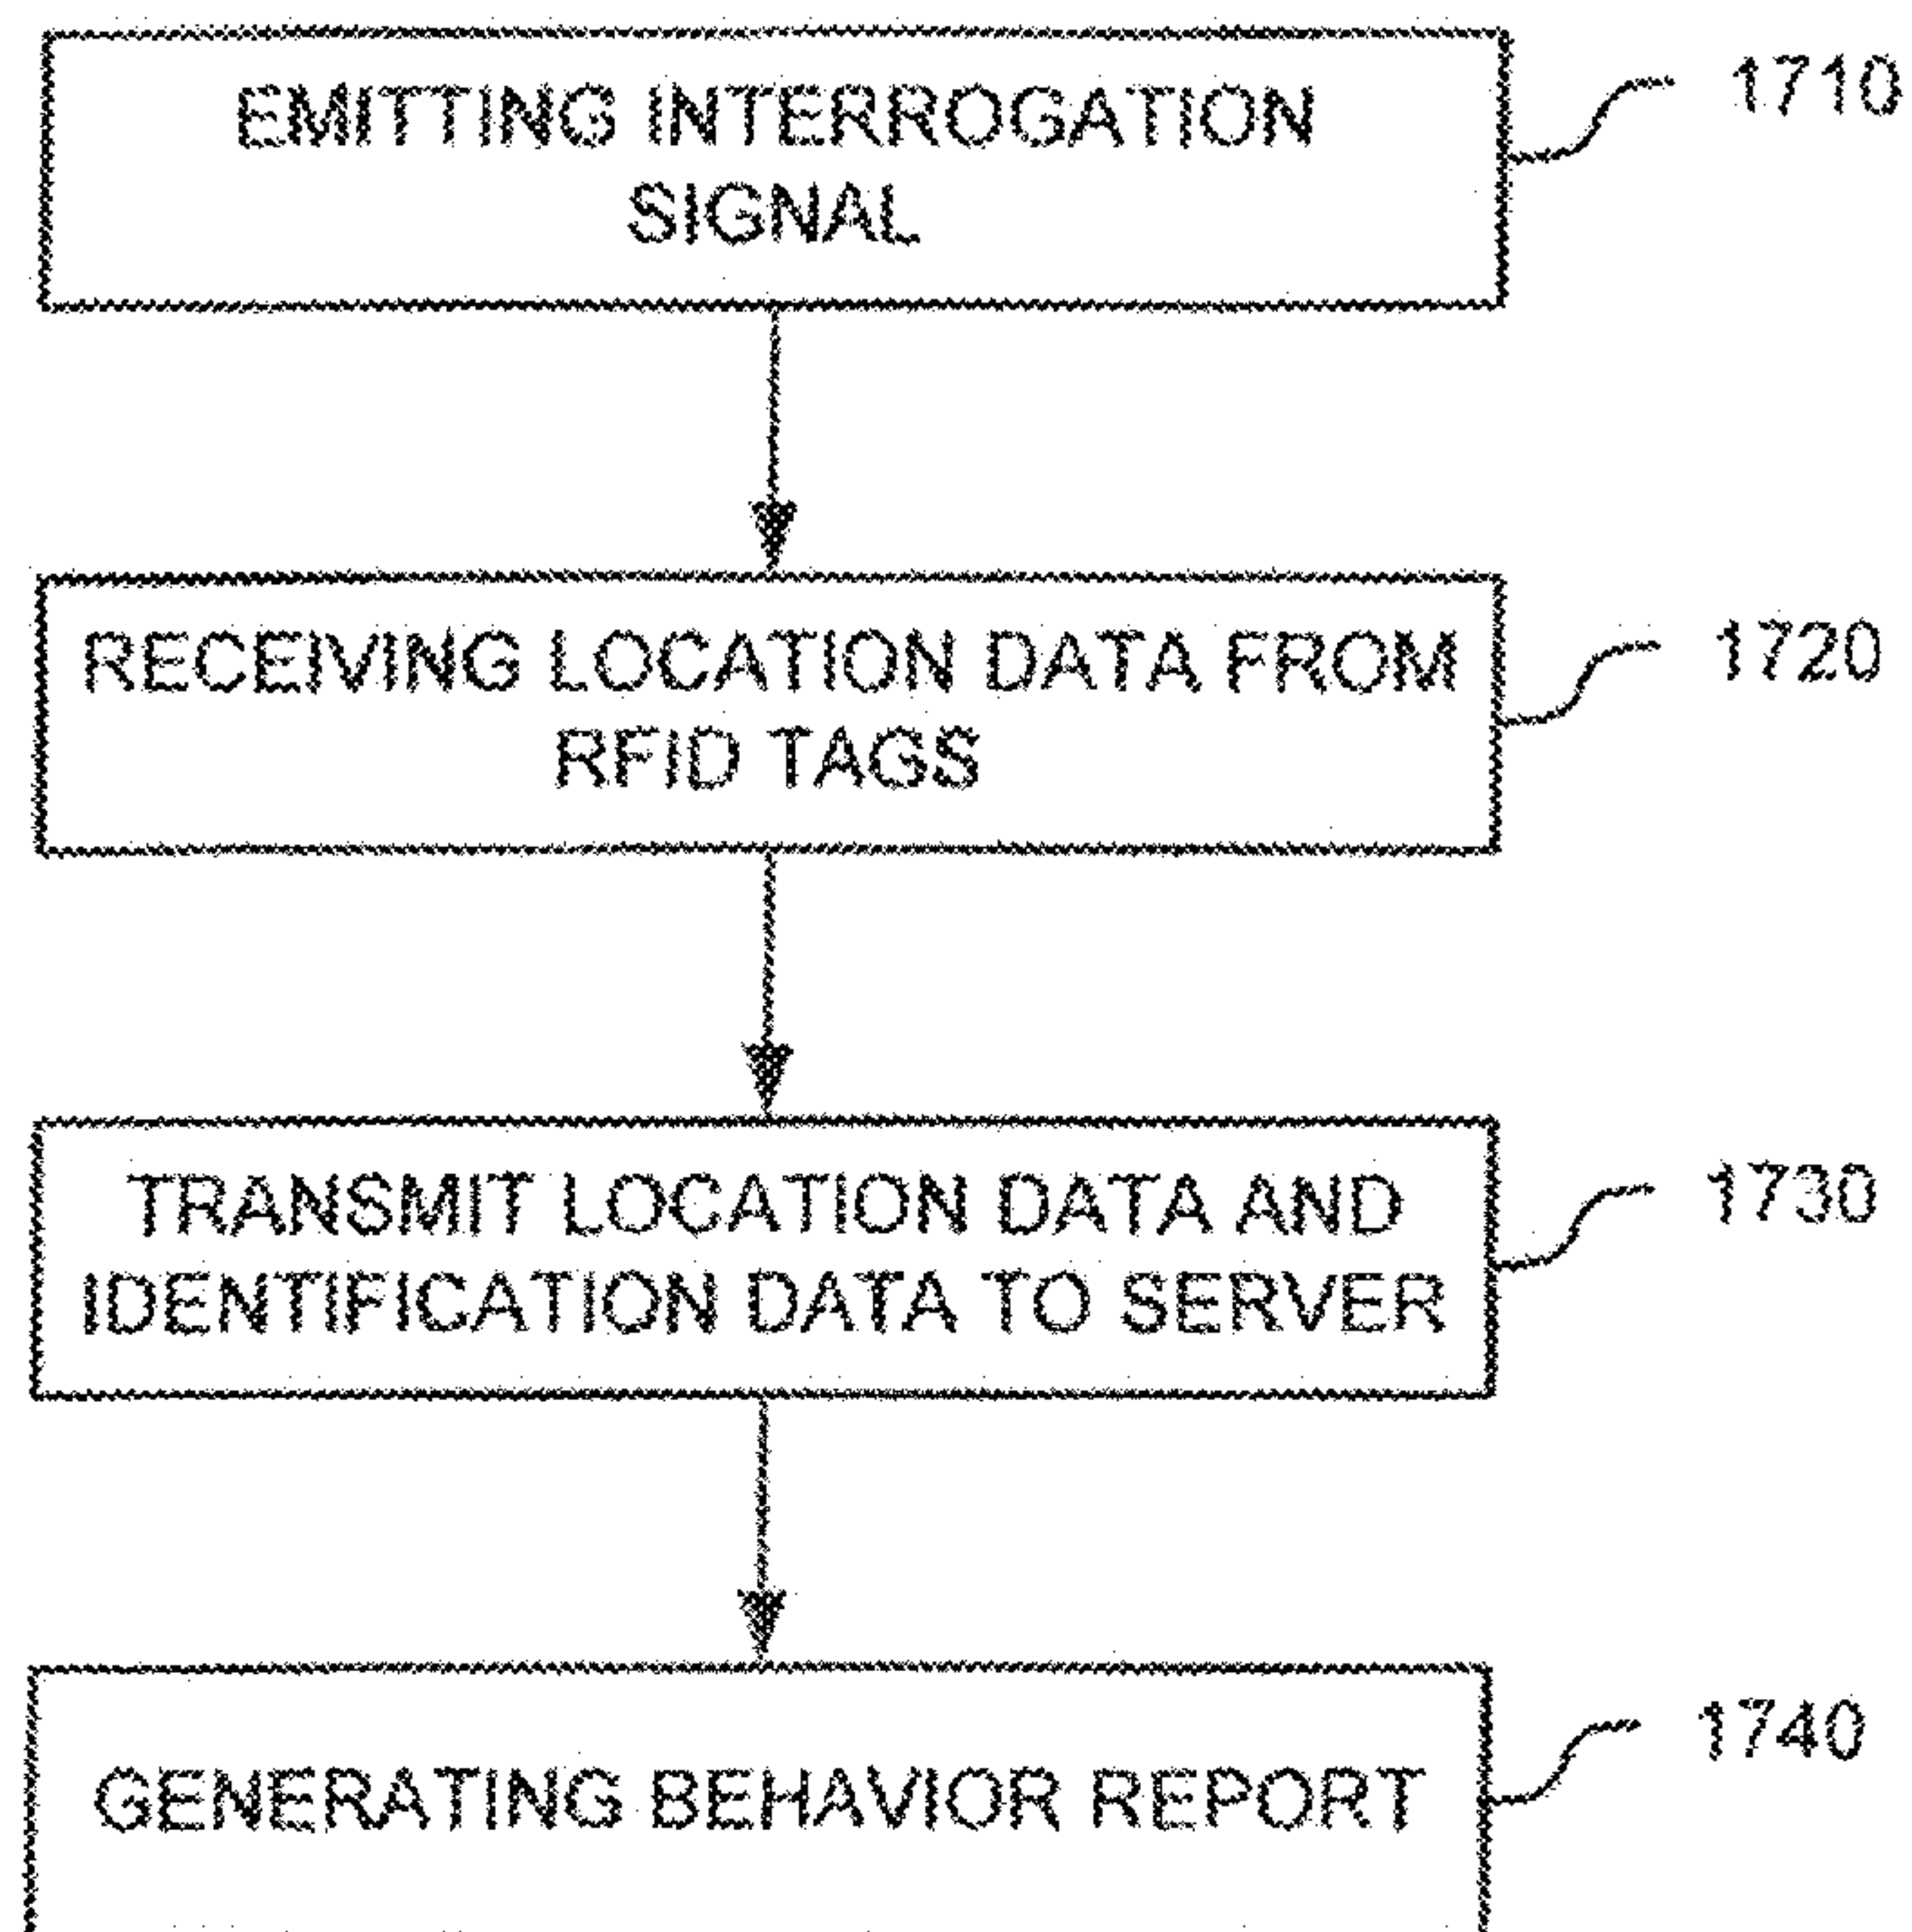 EMITTING INTERROGATION
SIGNAL
1710
RECEIVING LOCATION DATA FROM
RFID TAGS
1720
TRANSMIT LOCATION DATA AND
IDENTIFICATION DATA TO SERVER
1730
GENERATING BEHAVIOR REPORT
1740